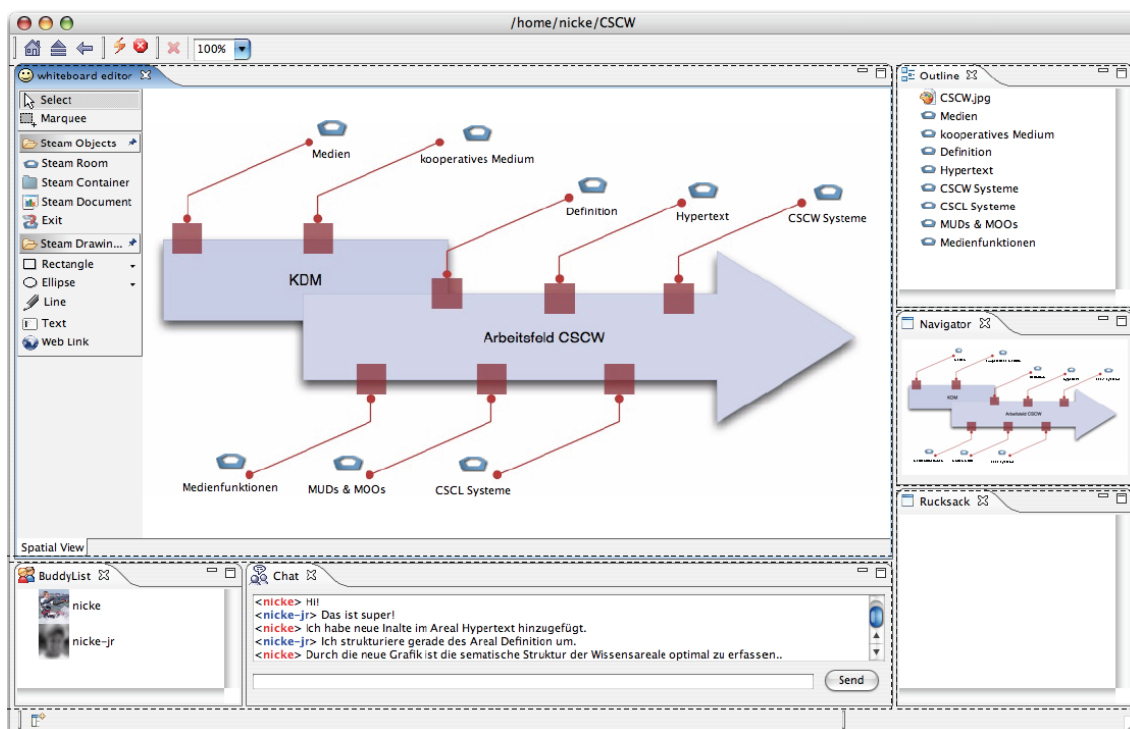 /home/nicke/CSCW
100%
whiteboard editor
Select
Marquee
Steam Objects
Steam Room
Steam Container
Steam Document
Exit
Steam Drawin...
Rectangle
Ellipse
Line
Text
Web Link
Medien
kooperatives Medium
Definition
Hypertext
CSCW Systeme
KDM
Arbeitsfeld CSCW
Medienfunktionen
MUDs & MOOs
CSCL Systeme
Spatial View
Outline
CSCW.jpg
Medien
kooperatives Medium
Definition
Hypertext
CSCW Systeme
CSCL Systeme
MUDs & MOOs
Medienfunktionen
Navigator
KDM
Arbeitsfeld CSCW
Rucksack
BuddyList
nicke
nicke-jr
Chat
<nicke> Hi!
<nicke-jr> Das ist super!
<nicke> Ich habe neue Inalte im Areal Hypertext hinzugefügt.
<nicke-jr> Ich strukturiere gerade des Areal Definition um.
<nicke> Durch die neue Grafik ist die sematische Struktur der Wissensareale optimal zu erfassen..
Send